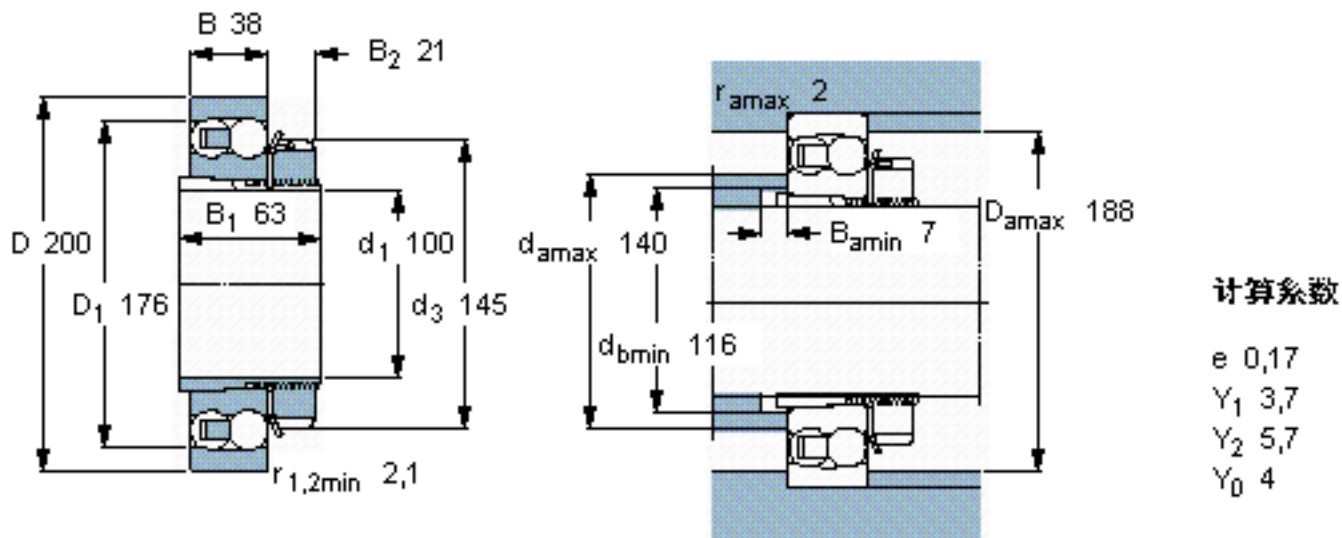 B 38
B2 21
D 200
D1 176
B1 63
d1 100
d3 145
r1,2min 2,1
ramax 2
damax 140
dbmin 116
Bamin 7
Damax 188
计算系数
e 0,17
Y1 3,7
Y2 5,7
Y0 4